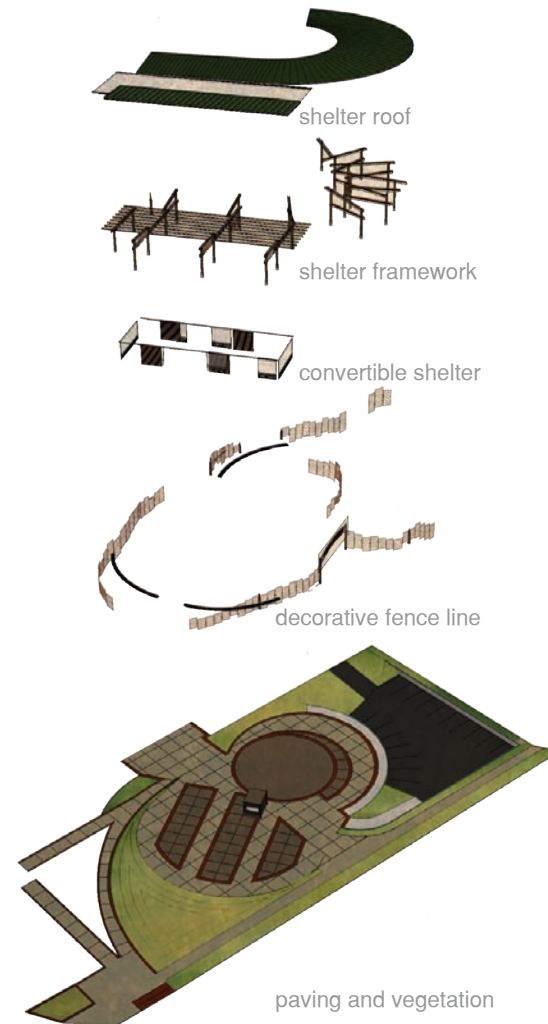 shelter roof
shelter framework
convertible shelter
decorative fence line
paving and vegetation